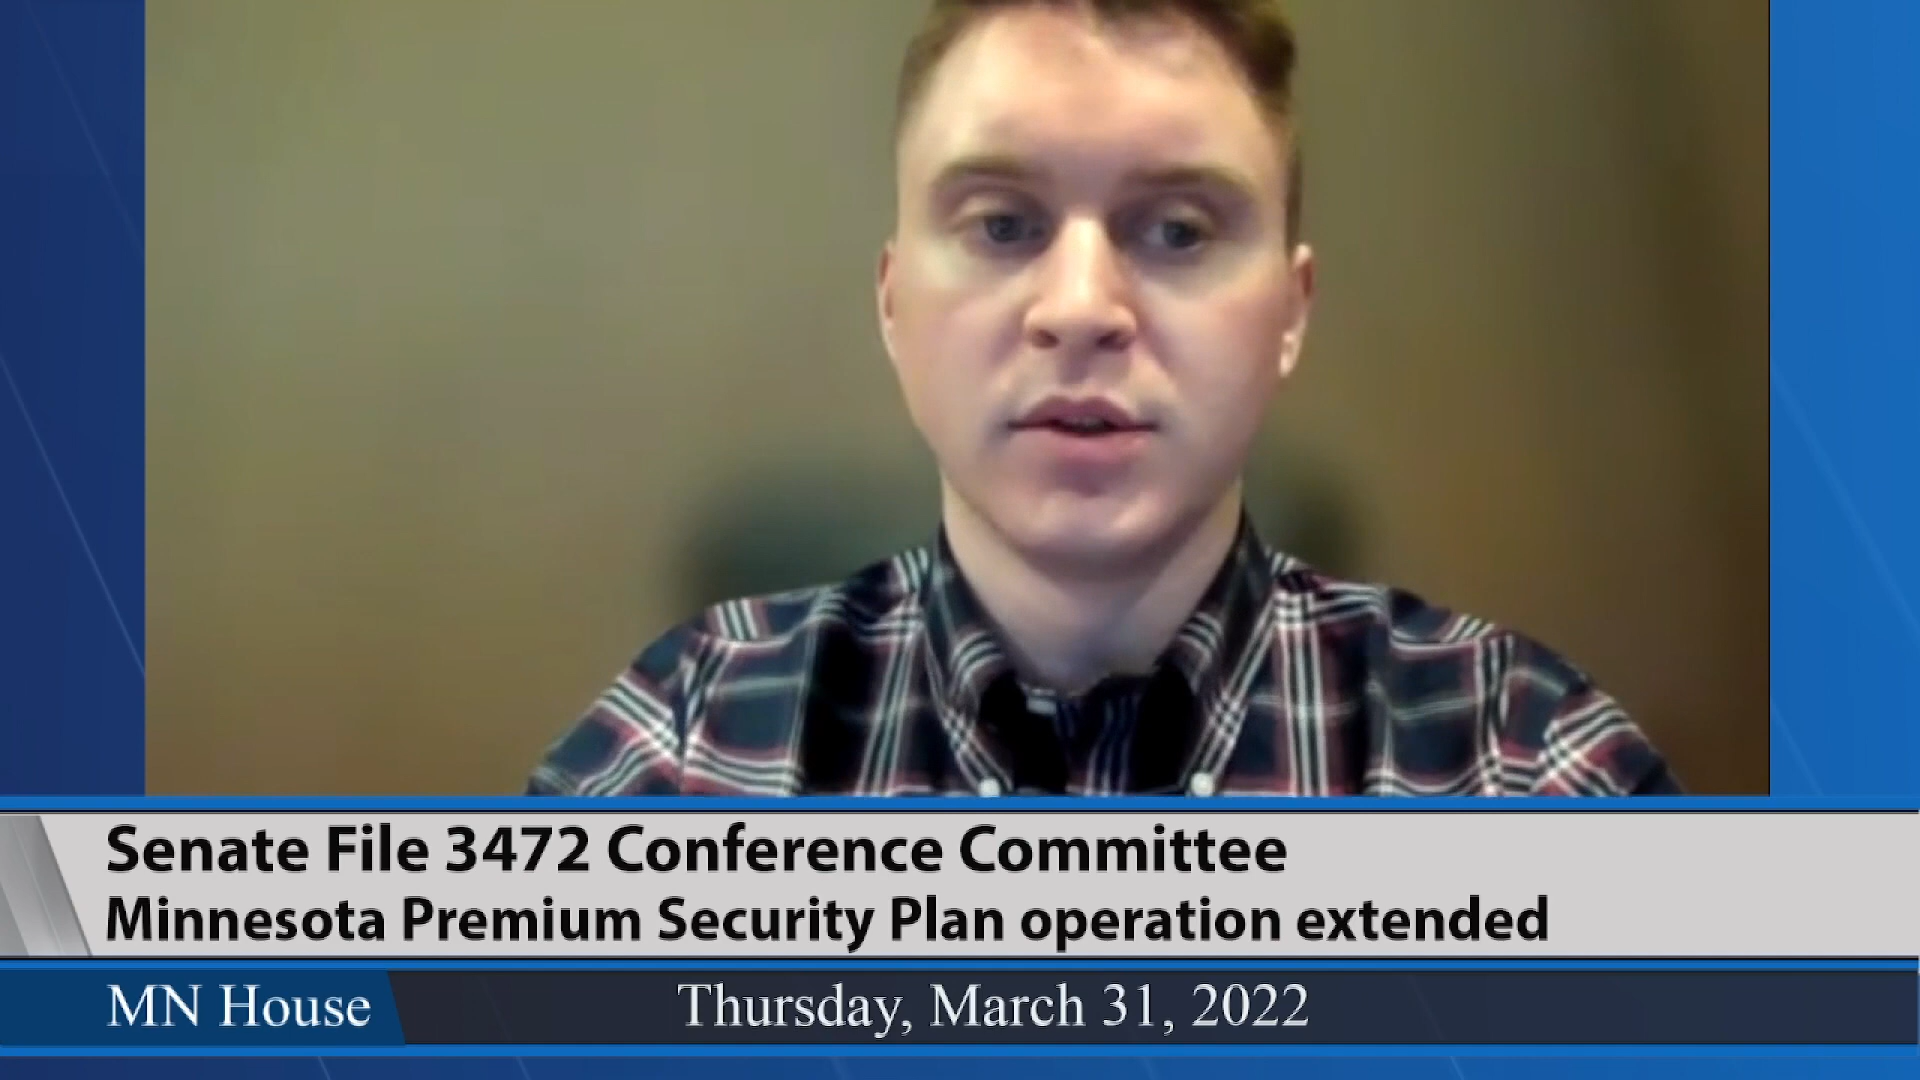 Senate File 3472 Conference Committee
Minnesota Premium Security Plan operation extended
MN House
Thursday, March 31, 2022